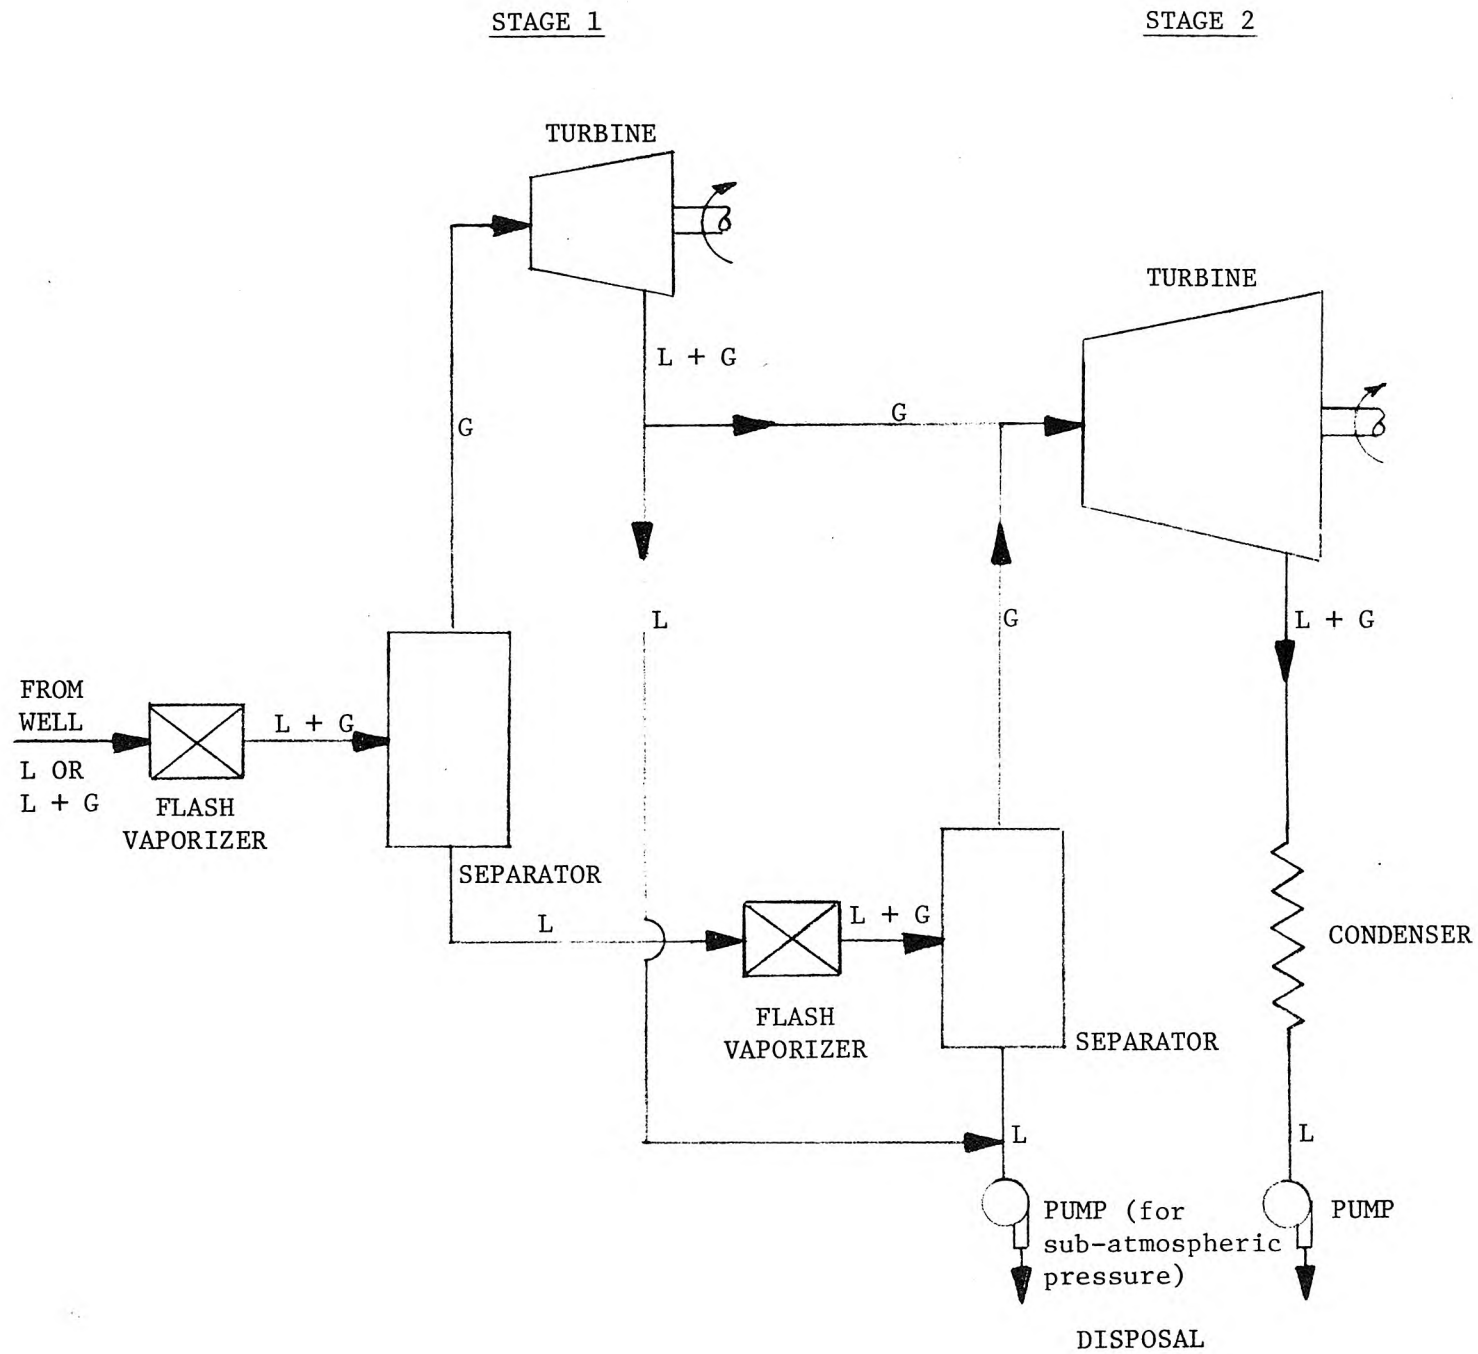 STAGE 1
STAGE 2
TURBINE
TURBINE
L + G
G
G
L
G
L + G
FROM
WELL
L + G
L OR
L + G
FLASH
VAPORIZER
SEPARATOR
L
L + G
CONDENSER
FLASH
VAPORIZER
SEPARATOR
L
L
PUMP (for
sub-atmospheric
pressure)
PUMP
DISPOSAL